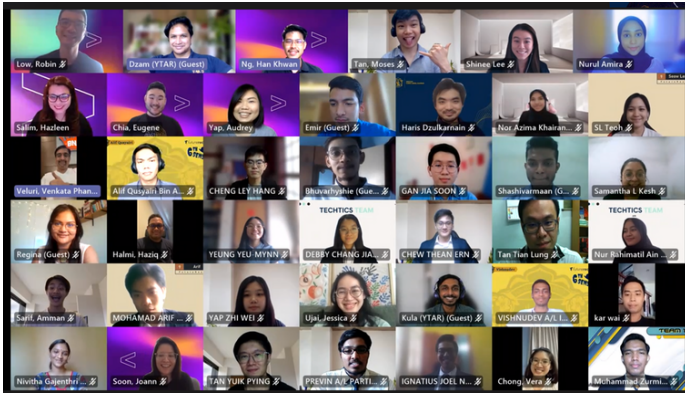 Low, Robin
Dzam (YTAR) (Guest)
Ng, Han Khwan
Tan, Moses
Shinee Lee
Nurul Amira
Salim, Hazleen
Chia, Eugene
Yap, Audrey
Emir (Guest)
Haris Dzulkarnain
Nor Azima Khairan...
SL Tech
Veluri, Venkata Phan...
Alif Qusyairi Bin A...
CHENG LEY HANG
Bhuvarhyshie (Gue...
GAN JIA SOON
Shashivarmaan (G...
Samantha L Kesh
TECHTICS TEAM
TECHTICS TEAM
Regina (Guest)
Halmi, Haziq
YEUNG YEU-MYNN
DEBBY CHANG JIA...
CHEW THEAN ERN
Tan Tian Lung
Nur Rahimatil Ain ...
Sarif, Amman
MOHAMAD ARIF ...
YAP ZHI WEI
Ujai, Jessica
Kula (YTAR) (Guest)
VISHNUDEV A/L I...
kar wai
Nivitha Gajenthri ...
Soon, Joann
TAN YUIK PYING
PREVIN A/L PARTI...
IGNATIUS JOEL N...
Chong, Vera
Muhammad Zurmi...